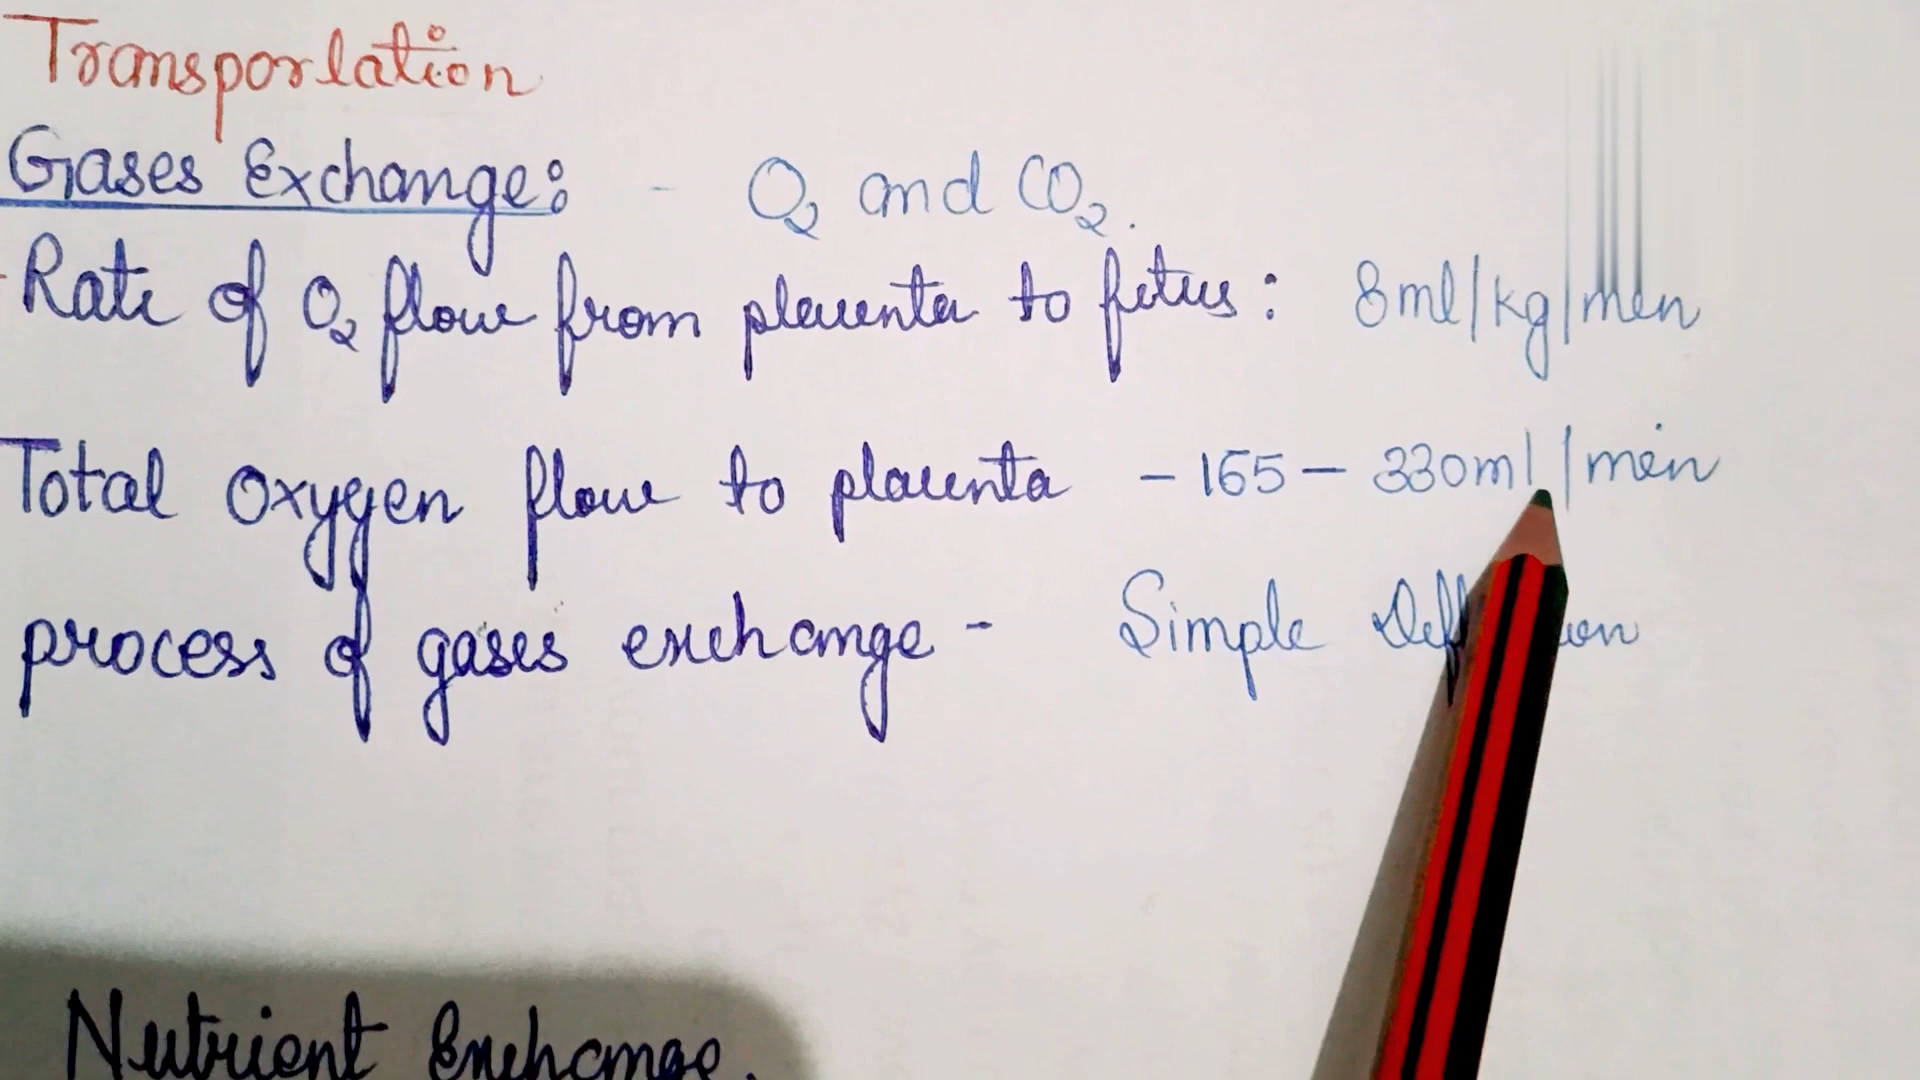 Transportation
Gases Exchange: - O₂ and CO₂.
- Rate of O₂ flow from placenta to fetus : 8ml/kg/min
Total oxygen flow to placenta - 165 - 330ml/min
process of gases exchange - Simple
Nutrient Exchange.